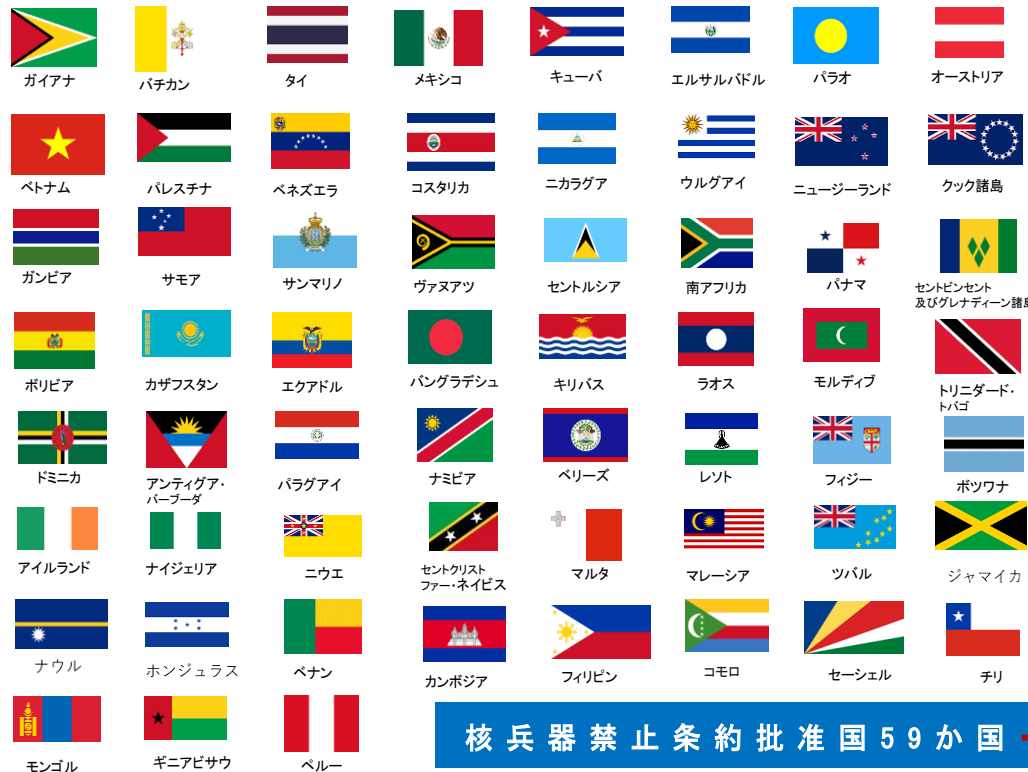 ガイアナ
バチカン
タイ
メキシコ
キューバ
エルサルバドル
パラオ
オーストリア
ベトナム
パレスチナ
ベネズエラ
コスタリカ
ニカラグア
ウルグアイ
ニュージーランド
クック諸島
ガンビア
サモア
サンマリノ
ヴァヌアツ
セントルシア
南アフリカ
パナマ
セントビンセント
及びグレナディーン諸島
ボリビア
カザフスタン
エクアドル
バングラデシュ
キリバス
ラオス
モルディブ
トリニダード・
トバゴ
ドミニカ
アンティグア・
バーブーダ
パラグアイ
ナミビア
ベリーズ
レソト
フィジー
ボツワナ
アイルランド
ナイジェリア
ニウエ
セントクリスト
ファー・ネイビス
マルタ
マレーシア
ツバル
ジャマイカ
ナウル
ホンジュラス
ベナン
カンボジア
フィリピン
コモロ
セーシェル
チリ
モンゴル
ギニアビサウ
ペルー
核兵器禁止条約批准国59か国